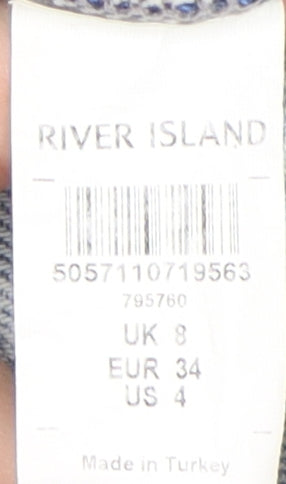 RIVER ISLAND
5057110719563
795760
UK 8
EUR 34
US 4
Made in Turkey